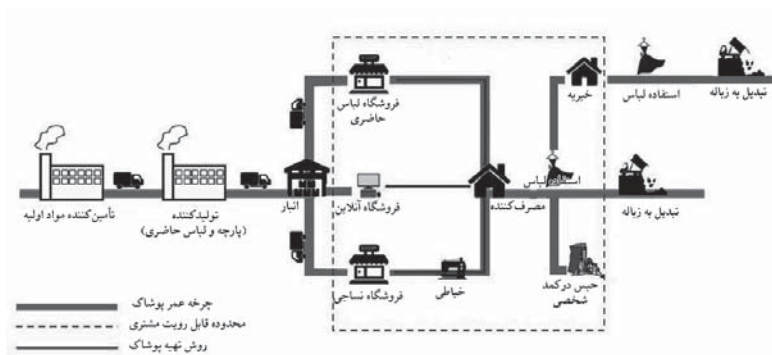 فروشگاه لباس
حاضری
خیریه
استفاده لباس
تبدیل به زباله
تأمین‌کننده مواد اولیه
تولیدکننده
(پارچه و لباس حاضری)
انبار
فروشگاه آنلاین
استفاده لباس
مصرف‌کننده
تبدیل به زباله
فروشگاه نساجی
خیاطی
حبس در کمد
شخصی
چرخه عمر پوشاک
محدوده قابل رویت مشتری
روش تهیه پوشاک